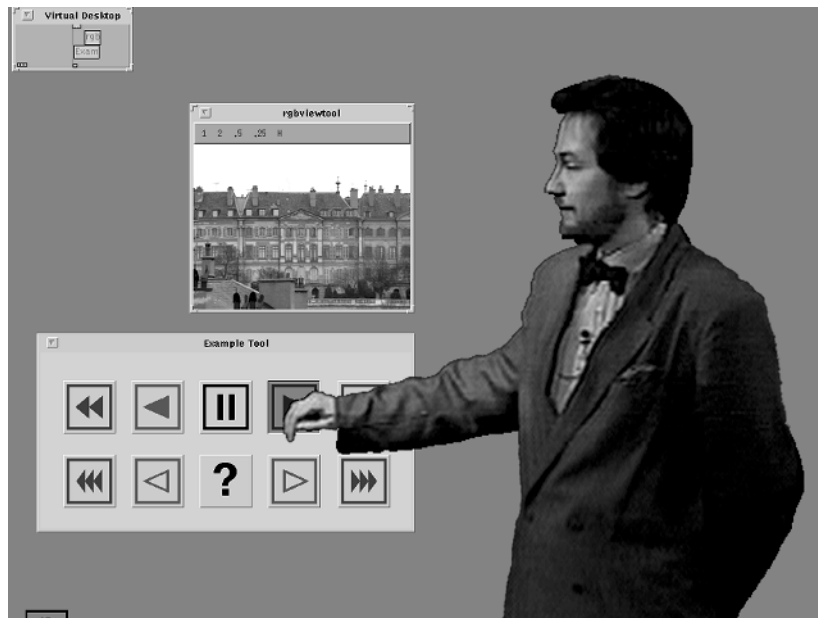 Virtual Desktop
rgb
Exam
rgbviewtool
1 2 .5 .25 H
Example Tool
?